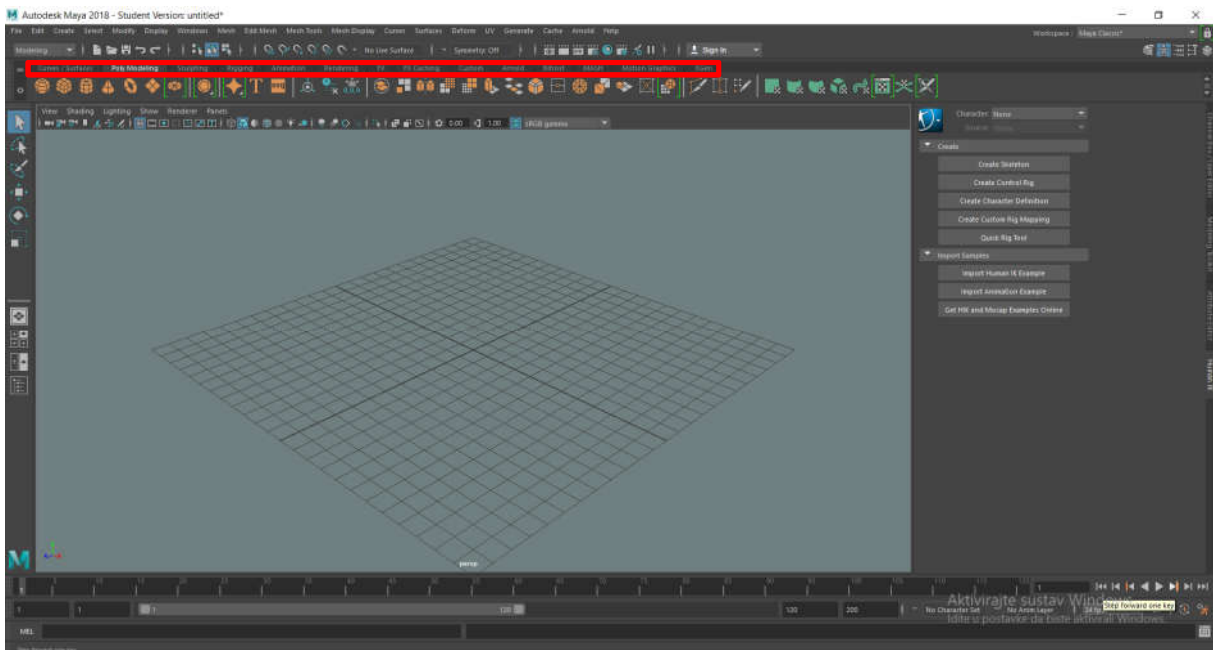 Autodesk Maya 2018 - Student Version: untitled*
File Edit Create Select Modify Display Windows Mesh Edit Mesh Mesh Tools Mesh Display Curves Surfaces Deform UV Generate Cache Arnold Help
Workspace : Maya Classic*
Modeling No Live Surface Symmetry: Off Sign In
Curves / Surfaces Poly Modeling Sculpting Rigging Animation Rendering FX FX Caching Custom Arnold Bifrost MASH Motion Graphics XGen
View Shading Lighting Show Renderer Panels
0.00 1.00 sRGB gamma
Character: None
Create
Create Skeleton
Create Control Rig
Create Character Definition
Create Custom Rig Mapping
Quick Rig Tool
Import Samples
Import Human IK Example
Import Animation Example
Get HIK and Mocap Examples Online
Human IK
persp
1 1 1 120 120 200 No Character Set No Anim Layer
Aktivirajte sustav Windows
Step forward one key
Idite u postavke da biste aktivirali Windows.
MEL